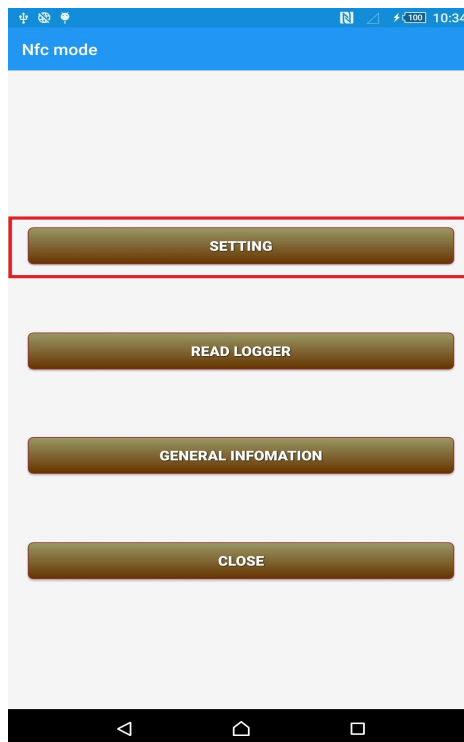 100 10:34
Nfc mode
SETTING
READ LOGGER
GENERAL INFOMATION
CLOSE